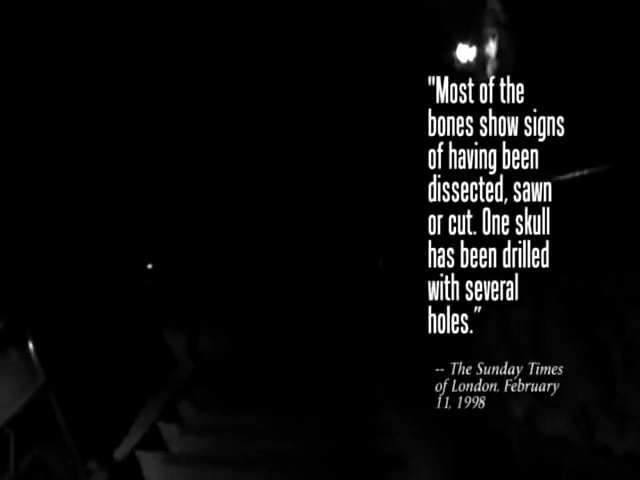 "Most of the
bones show signs
of having been
dissected, sawn
or cut. One skull
has been drilled
with several
holes."
-- The Sunday Times
of London, February
11, 1998